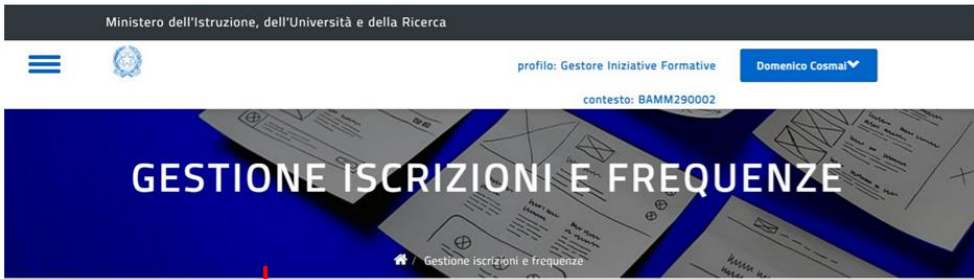 Ministero dell'Istruzione, dell'Università e della Ricerca
profilo: Gestore Iniziative Formative
Domenico Cosmai
contesto: BAMM290002
GESTIONE ISCRIZIONI E FREQUENZE
/ Gestione iscrizioni e frequenze